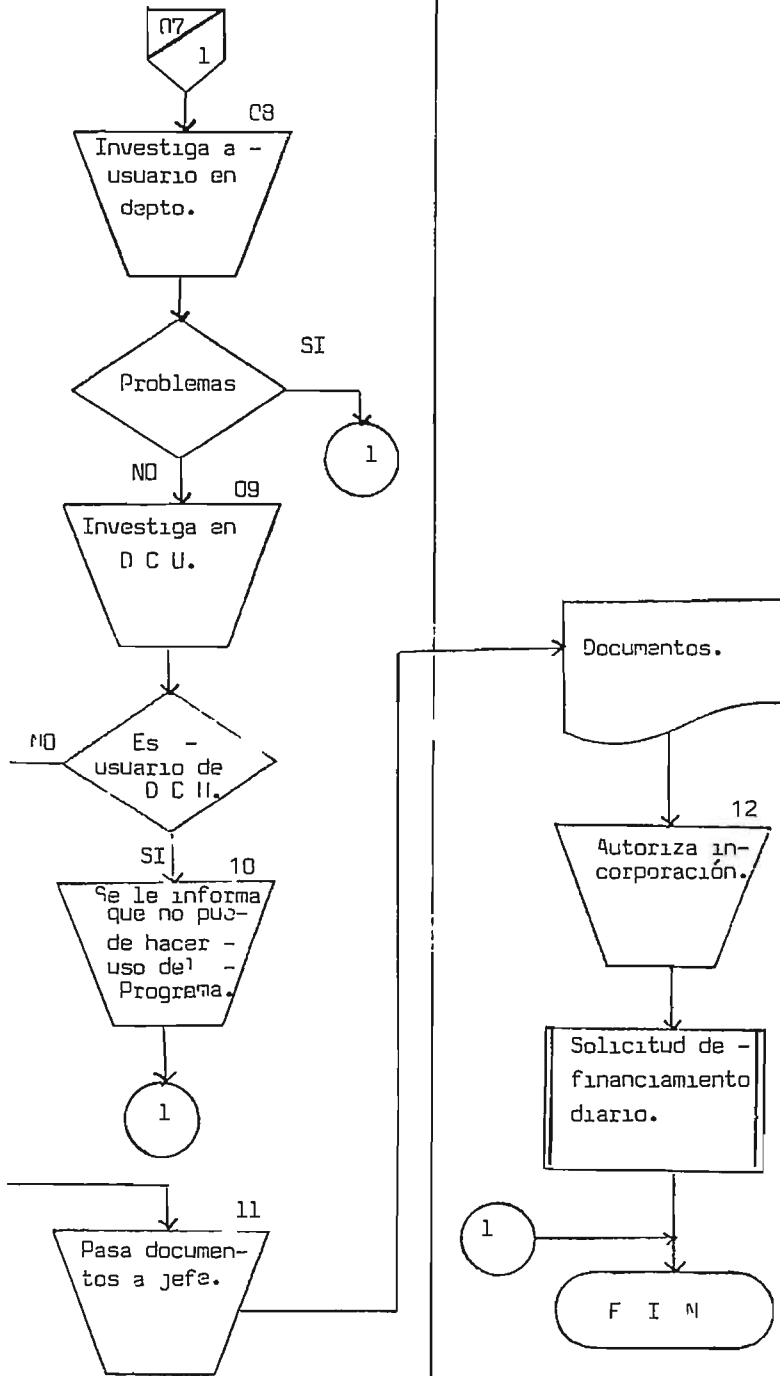 07
1
08
Investiga a -
usuario en
depto.
SI
Problemas
1
NO
09
Investiga en
D C U.
NO
Es -
usuario de
D C U.
SI
10
Se le informa
que no pue-
de hacer -
uso del -
Programa.
1
11
Pasa documen-
tos a jefe.
Documentos.
12
Autoriza in-
corporación.
Solicitud de -
financiamiento
diario.
1
F I N